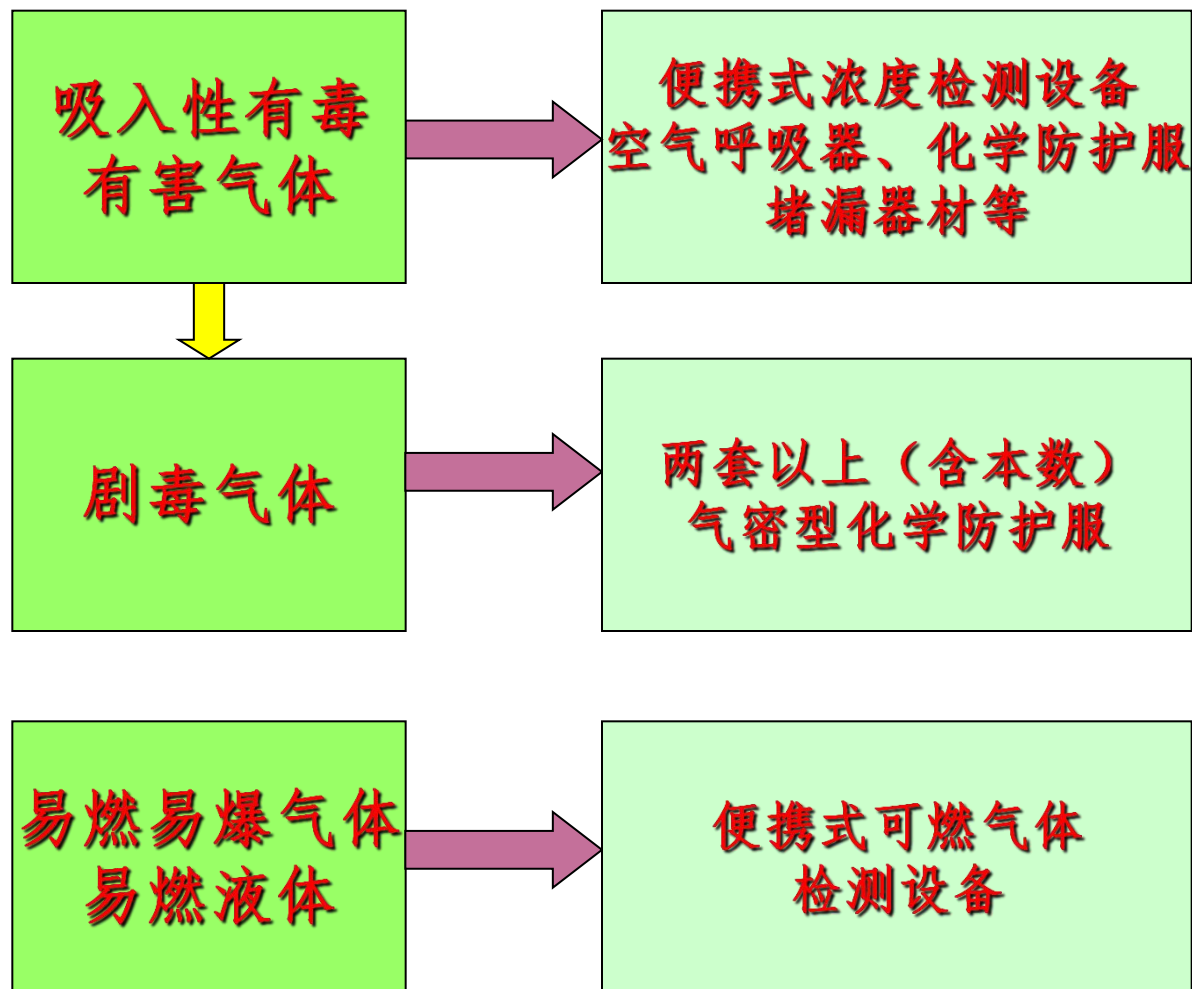 吸入性有毒
有害气体
便携式浓度检测设备
空气呼吸器、化学防护服
堵漏器材等
剧毒气体
两套以上（含本数）
气密型化学防护服
易燃易爆气体
易燃液体
便携式可燃气体
检测设备